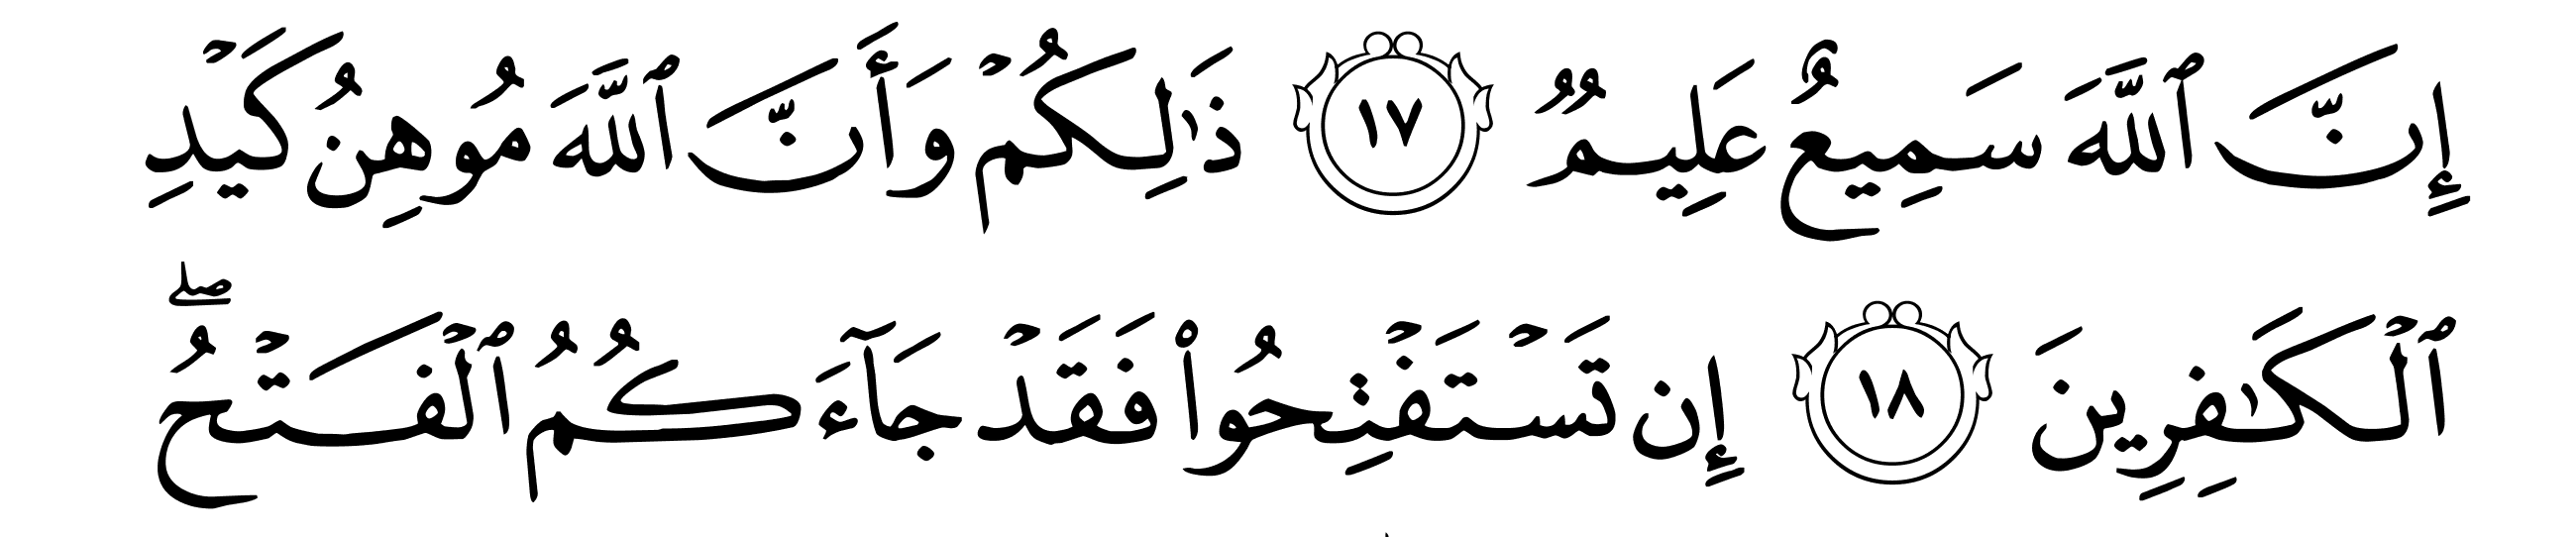 إِنَّ ٱللَّهَ سَمِيعٌ عَلِيمٌ ١٧ ذَٰلِكُمْ وَأَنَّ ٱللَّهَ مُوهِنُ كَيْدِ
ٱلْكَٰفِرِينَ ١٨ إِن تَسْتَفْتِحُوا۟ فَقَدْ جَآءَكُمُ ٱلْفَتْحُ ۖ